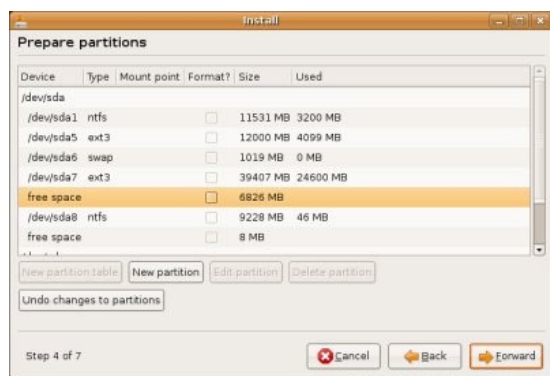 Install
Prepare partitions
Device Type Mount point Format? Size Used
/dev/sda
/dev/sda1 ntfs 11531 MB 3200 MB
/dev/sda5 ext3 12000 MB 4099 MB
/dev/sda6 swap 1019 MB 0 MB
/dev/sda7 ext3 39407 MB 24600 MB
free space 6826 MB
/dev/sda8 ntfs 9228 MB 46 MB
free space 8 MB
New partition table New partition Edit partition Delete partition
Undo changes to partitions
Step 4 of 7 Cancel Back Forward